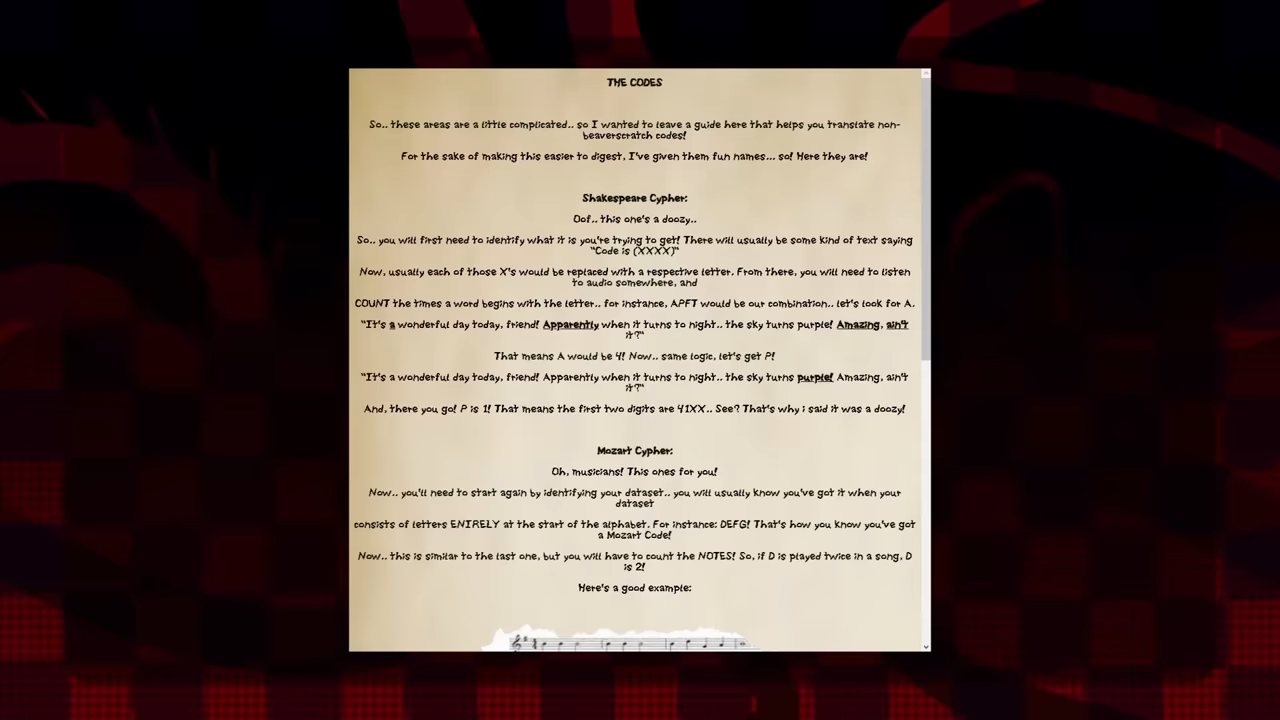 THE CODES
So.. these areas are a little complicated.. so I wanted to leave a guide here that helps you translate non-
beaverscratch codes!
For the sake of making this easier to digest, I've given them fun names... so! Here they are!
Shakespeare Cypher:
Oof.. this one's a doozy..
So.. you will first need to identify what it is you're trying to get! There will usually be some kind of text saying
"Code is (XXXX)"
Now, usually each of those X's would be replaced with a respective letter. From there, you will need to listen
to audio somewhere, and
COUNT the times a word begins with the letter.. for instance, APFT would be our combination.. let's look for A.
"It's a wonderful day today, friend! Apparently when it turns to night.. the sky turns purple! Amazing, ain't
it?"
That means A would be 4! Now.. same logic, let's get P!
"It's a wonderful day today, friend! Apparently when it turns to night.. the sky turns purple! Amazing, ain't
it?"
And, there you go! P is 1! That means the first two digits are 41XX.. See? That's why i said it was a doozy!
Mozart Cypher:
Oh, musicians! This ones for you!
Now.. you'll need to start again by identifying your dataset.. you will usually know you've got it when your
dataset
consists of letters ENTIRELY at the start of the alphabet. For instance: DEFG! That's how you know you've got
a Mozart Code!
Now.. this is similar to the last one, but you will have to count the NOTES! So, if D is played twice in a song, D
is 2!
Here's a good example: